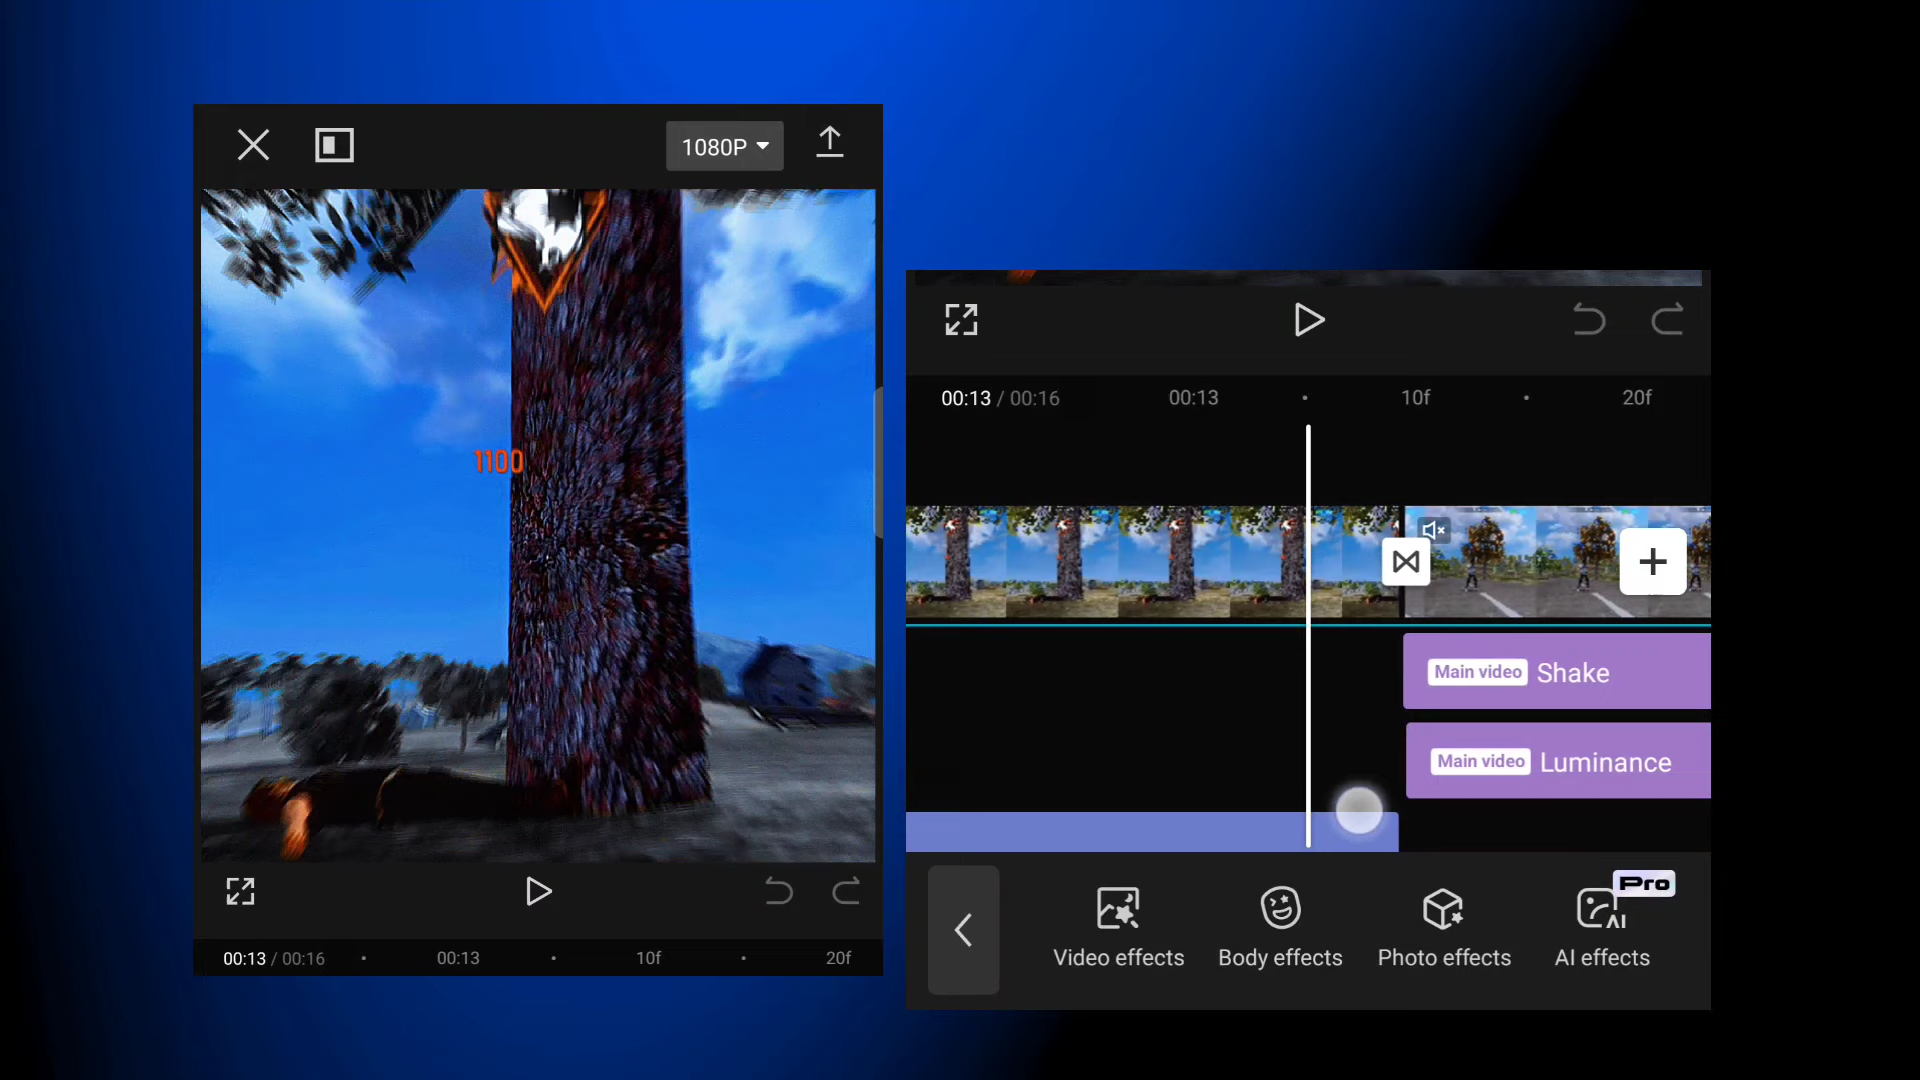 1080P
1100
00:13 / 00:16
00:13
10f
20f
00:13 / 00:16
00:13
10f
20f
Main video Shake
Main video Luminance
Pro
AI
Video effects
Body effects
Photo effects
AI effects